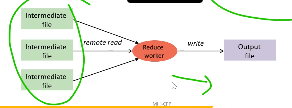 Intermediate
file
Intermediate
file
Intermediate
file
remote read
Reduce
worker
write
Output
file